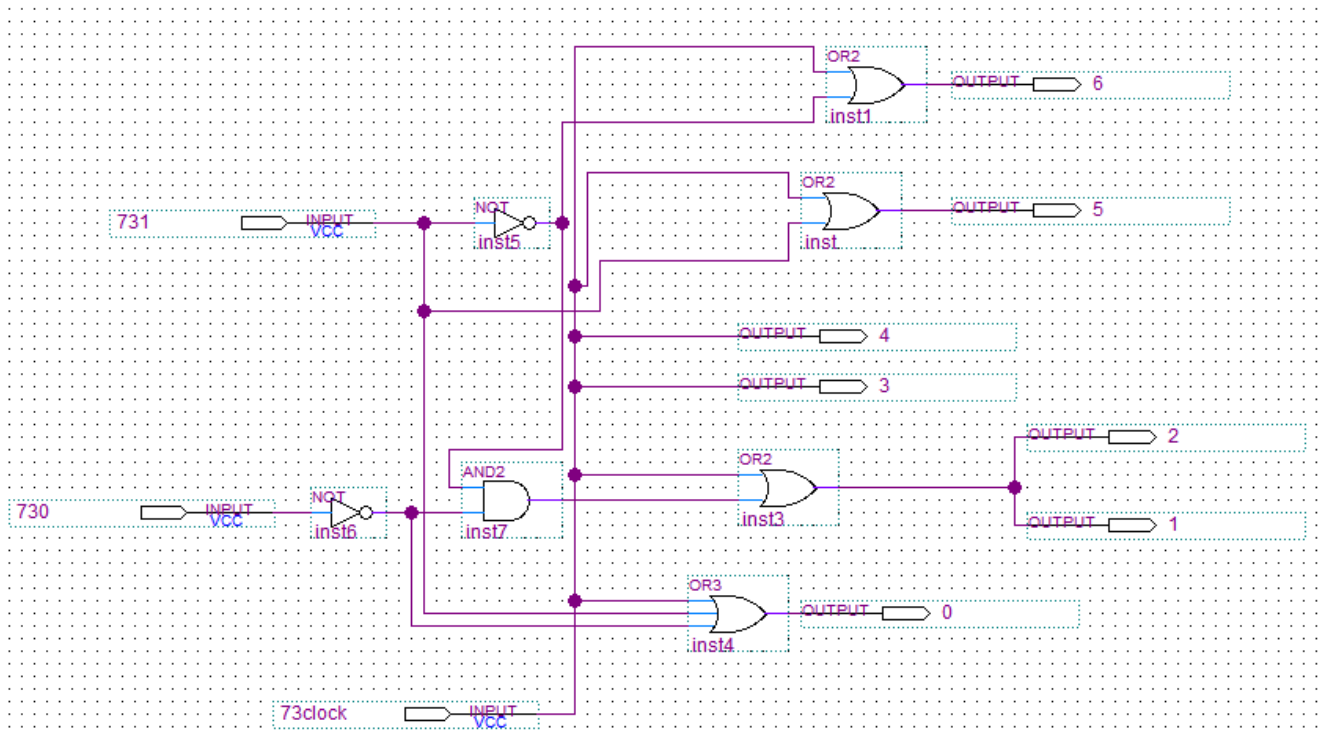 OR2
OUTPUT 6
inst1
OR2
731 INPUT VCC
NOT
OUTPUT 5
inst5
inst
OUTPUT 4
OUTPUT 3
OUTPUT 2
OR2
AND2
NOT
730 INPUT VCC
inst6
inst7
inst3
OUTPUT 1
OR3
OUTPUT 0
inst4
73clock INPUT VCC